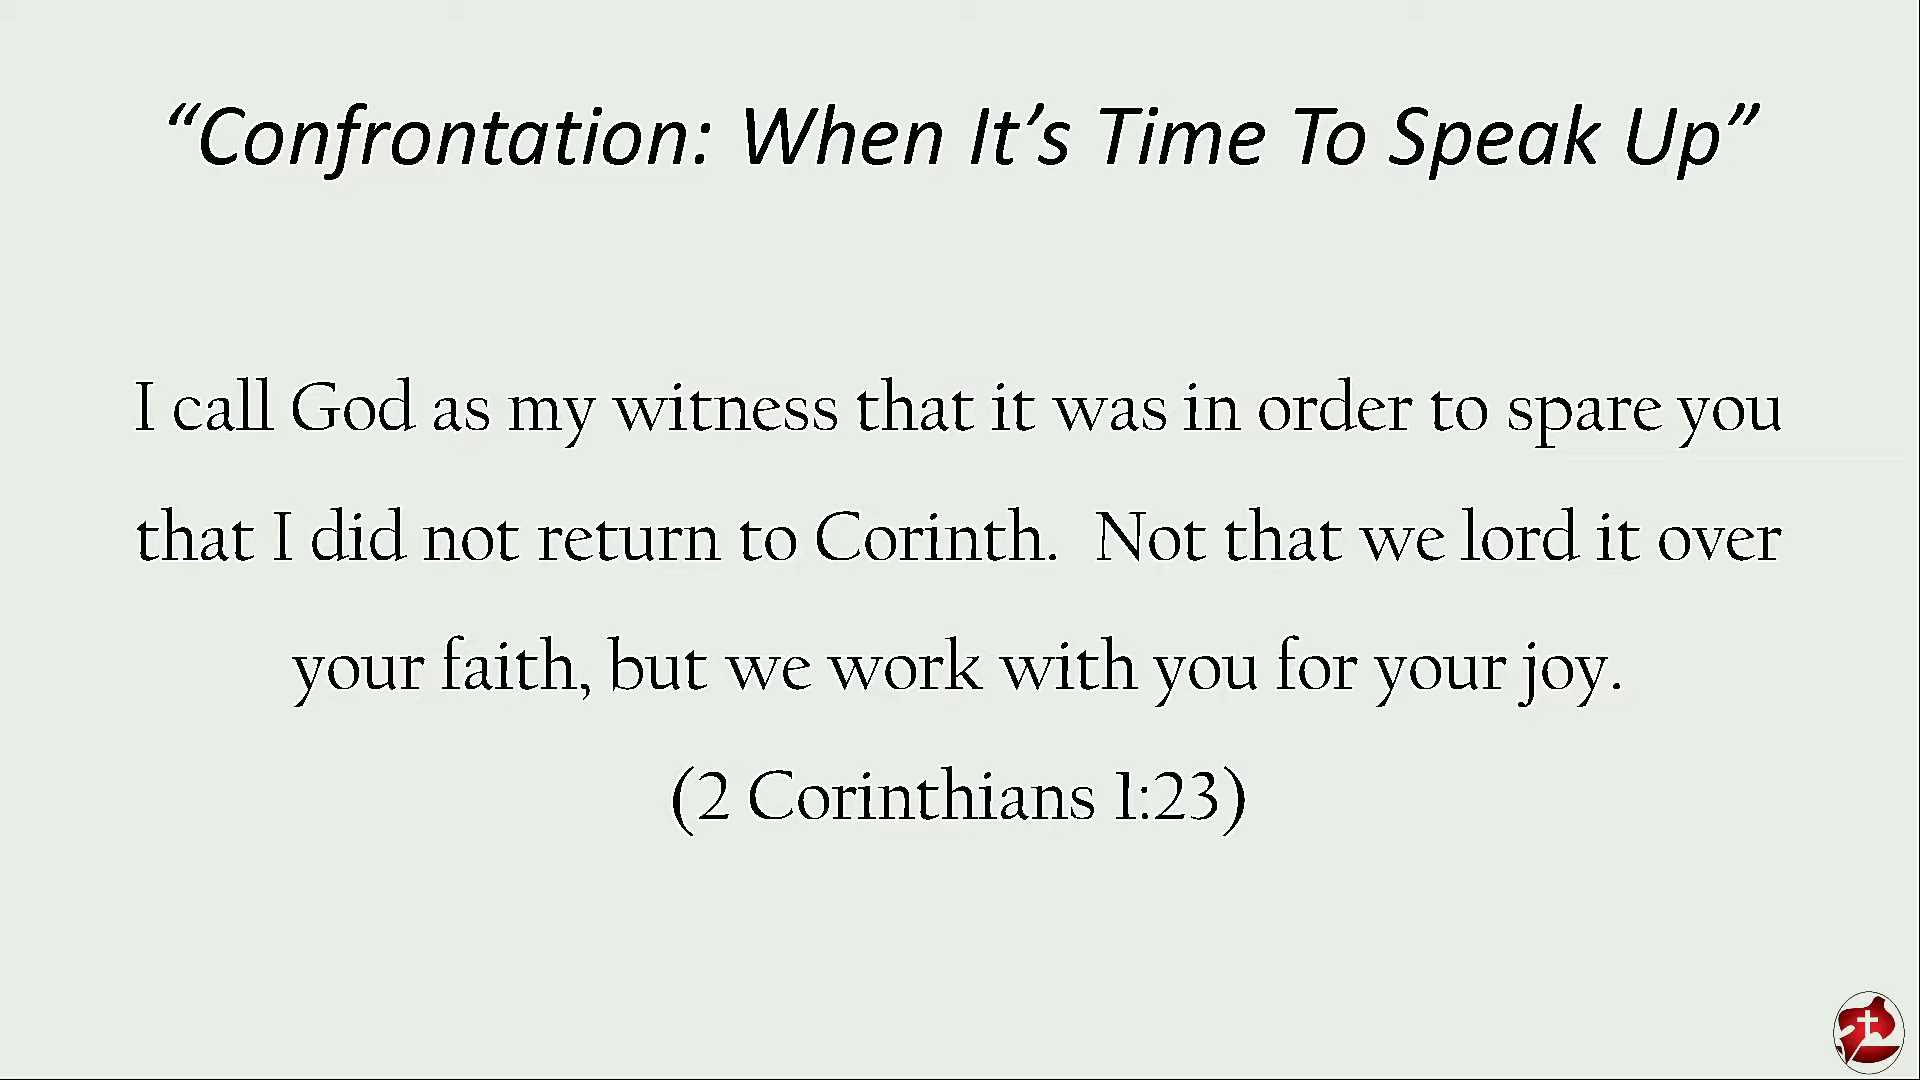 “Confrontation: When It’s Time To Speak Up”
I call God as my witness that it was in order to spare you
that I did not return to Corinth.  Not that we lord it over
your faith, but we work with you for your joy.
(2 Corinthians 1:23)